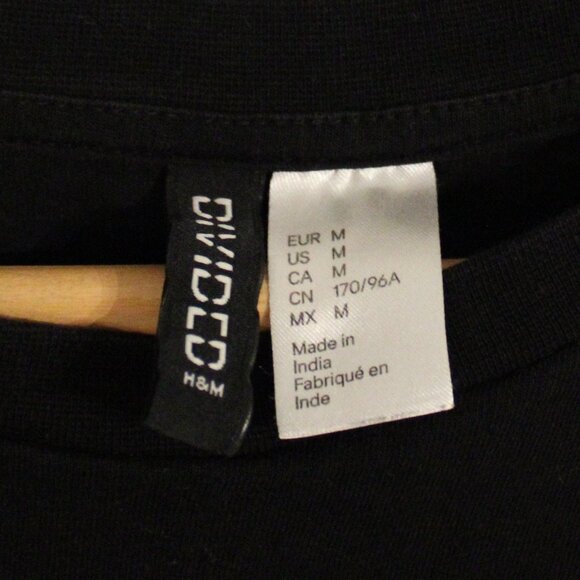 DIVIDED
H&M
EUR M
US M
CA M
CN 170/96A
MX M
Made in
India
Fabriqué en
Inde